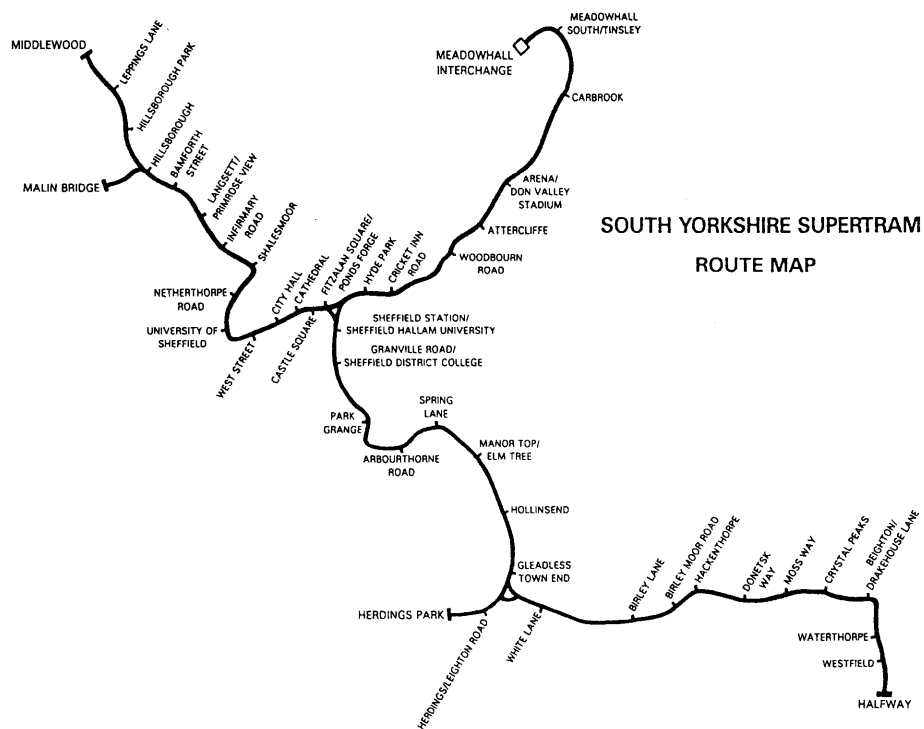 MEADOWHALL
SOUTH/TINSLEY
MIDDLEWOOD
MEADOWHALL
INTERCHANGE
LEPPINGS LANE
HILLSBOROUGH PARK
CARBROOK
HILLSBOROUGH
BAMFORTH
STREET
MALIN BRIDGE
LANGSETT/
PRIMROSE VIEW
INFIRMARY
ROAD
SHALESMOOR
ARENA/
DON VALLEY
STADIUM
SOUTH YORKSHIRE SUPERTRAM
ROUTE MAP
ATTERCLIFFE
WOODBOURN
ROAD
NETHERTHORPE
ROAD
CITY HALL
CATHEDRAL
FITZALAN SQUARE/
PONDS FORGE
HYDE PARK
CRICKET INN
ROAD
UNIVERSITY OF
SHEFFIELD
WEST STREET
CASTLE SQUARE
SHEFFIELD STATION/
SHEFFIELD HALLAM UNIVERSITY
GRANVILLE ROAD/
SHEFFIELD DISTRICT COLLEGE
PARK
GRANGE
SPRING
LANE
ARBOURTHORNE
ROAD
MANOR TOP/
ELM TREE
HOLLINSEND
GLEADLESS
TOWN END
HERDINGS PARK
HERDINGS/LEIGHTON ROAD
WHITE LANE
BIRLEY LANE
BIRLEY MOOR ROAD
HACKENTHORPE
DONETSK
WAY
MOSS WAY
CRYSTAL PEAKS
BEIGHTON/
DRAKEHOUSE LANE
WATERTHORPE
WESTFIELD
HALFWAY